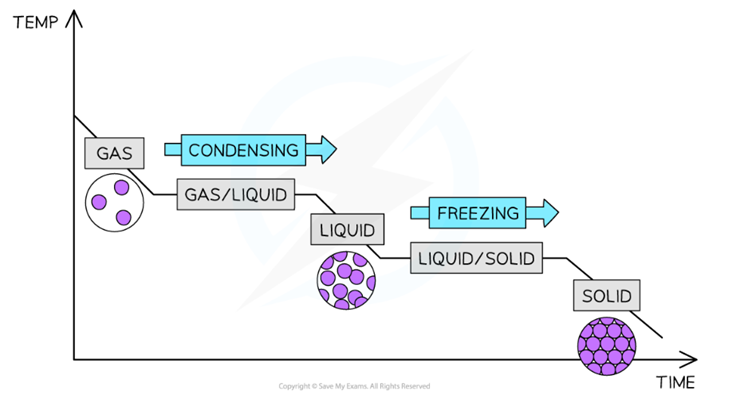 TEMP
GAS
CONDENSING
GAS/LIQUID
LIQUID
FREEZING
LIQUID/SOLID
SOLID
TIME
Copyright © Save My Exams. All Rights Reserved